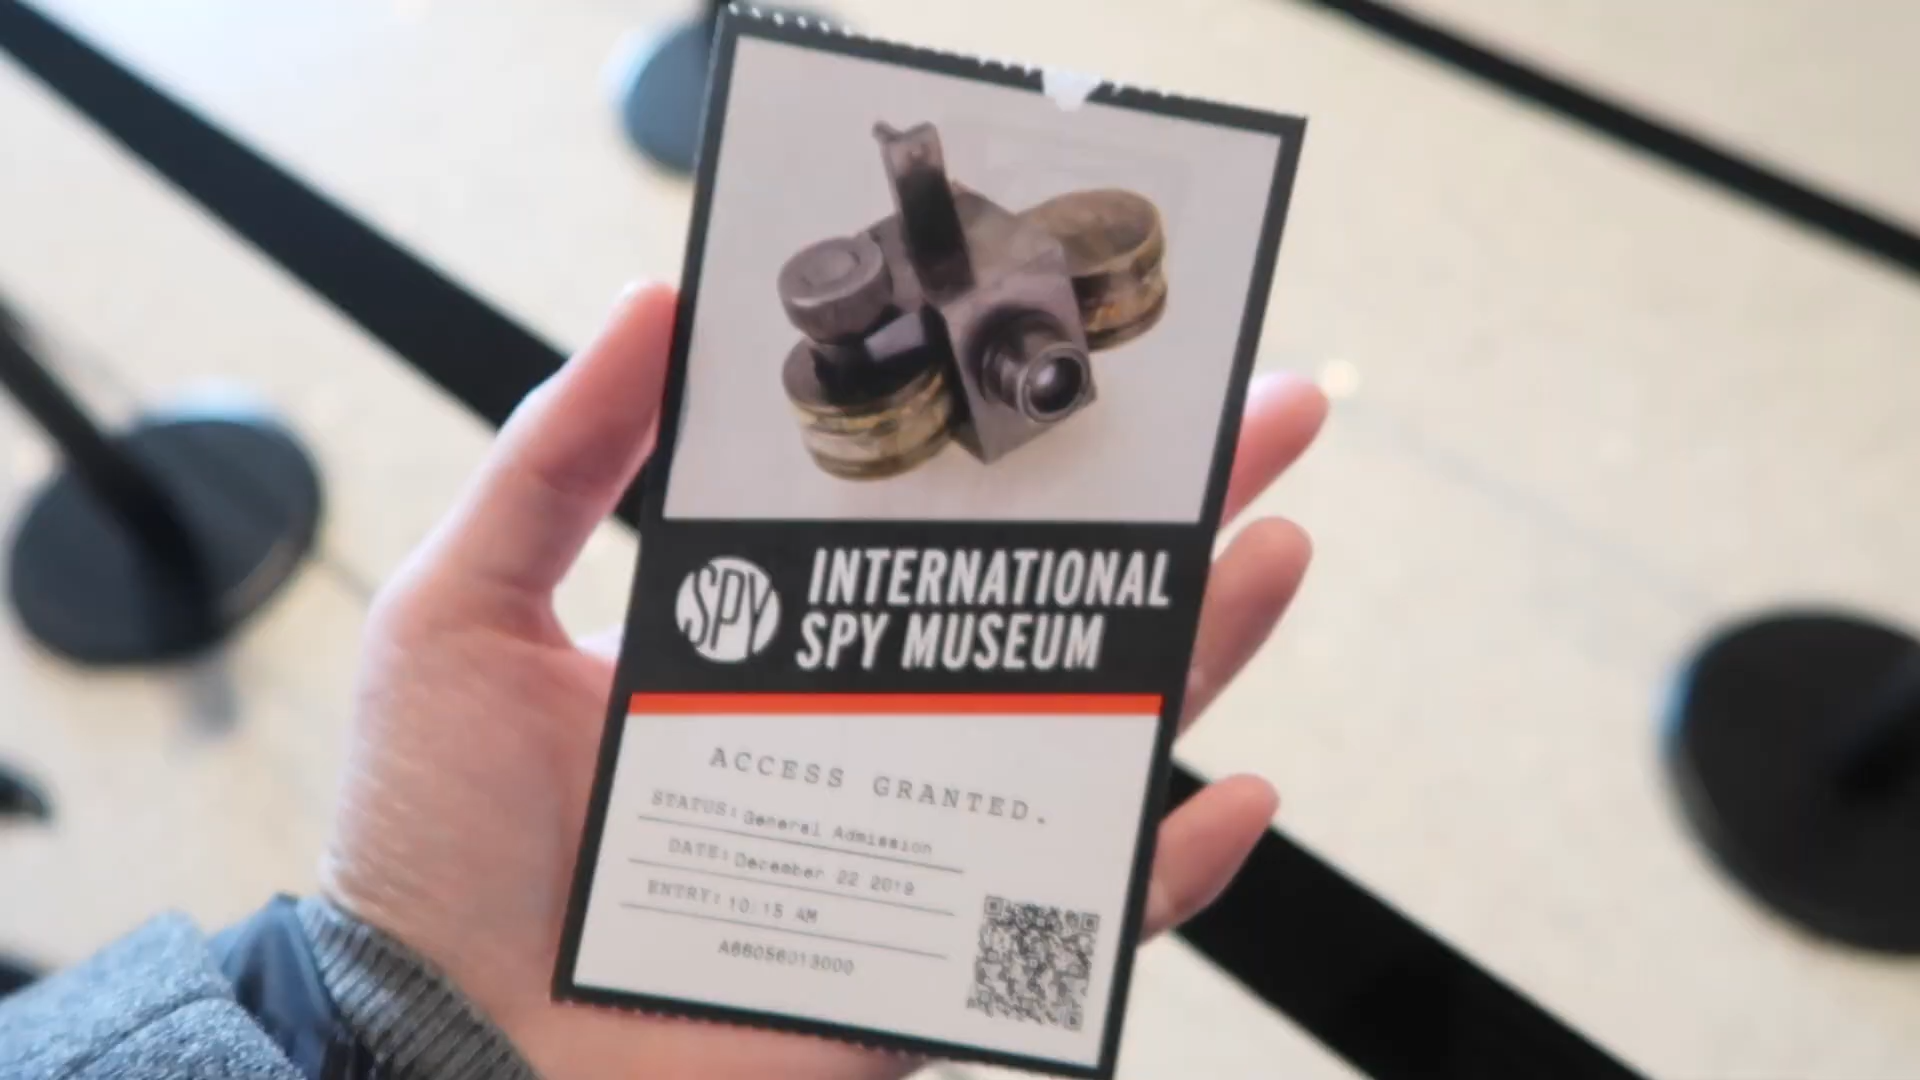 SPY
INTERNATIONAL
SPY MUSEUM
ACCESS GRANTED.
STATUS: General Admission
DATE: December 22 2019
ENTRY: 10:15 AM
A66056013000